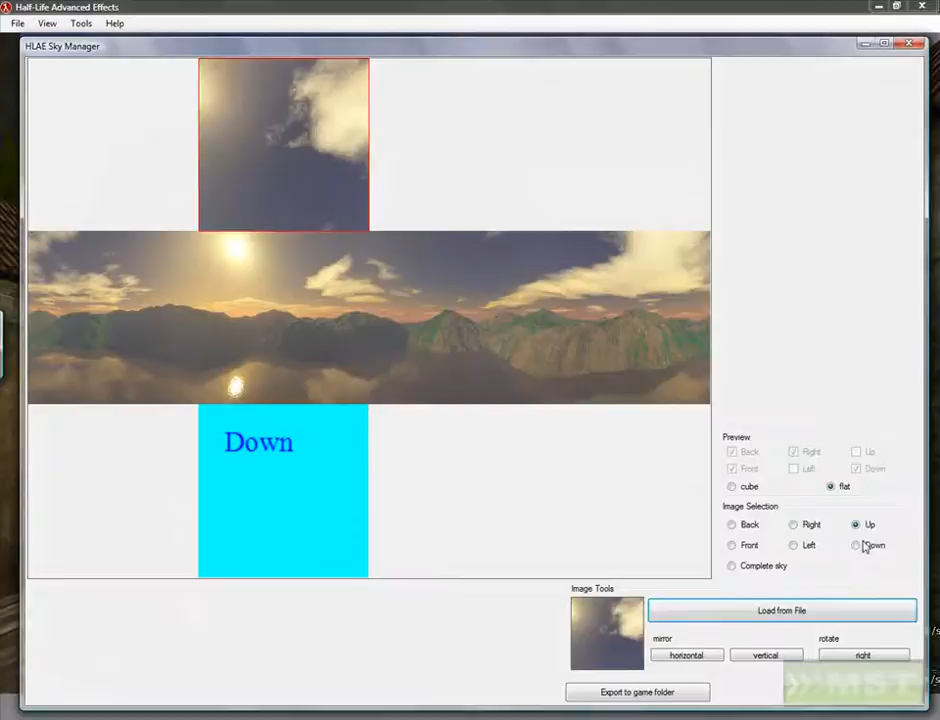 Half-Life Advanced Effects
File View Tools Help
HLAE Sky Manager
Down
Preview
Back Right Up
Front Left Down
cube flat
Image Selection
Back Right Up
Front Left Down
Complete sky
Image Tools
Load from File
mirror rotate
horizontal vertical right
Export to game folder
MST